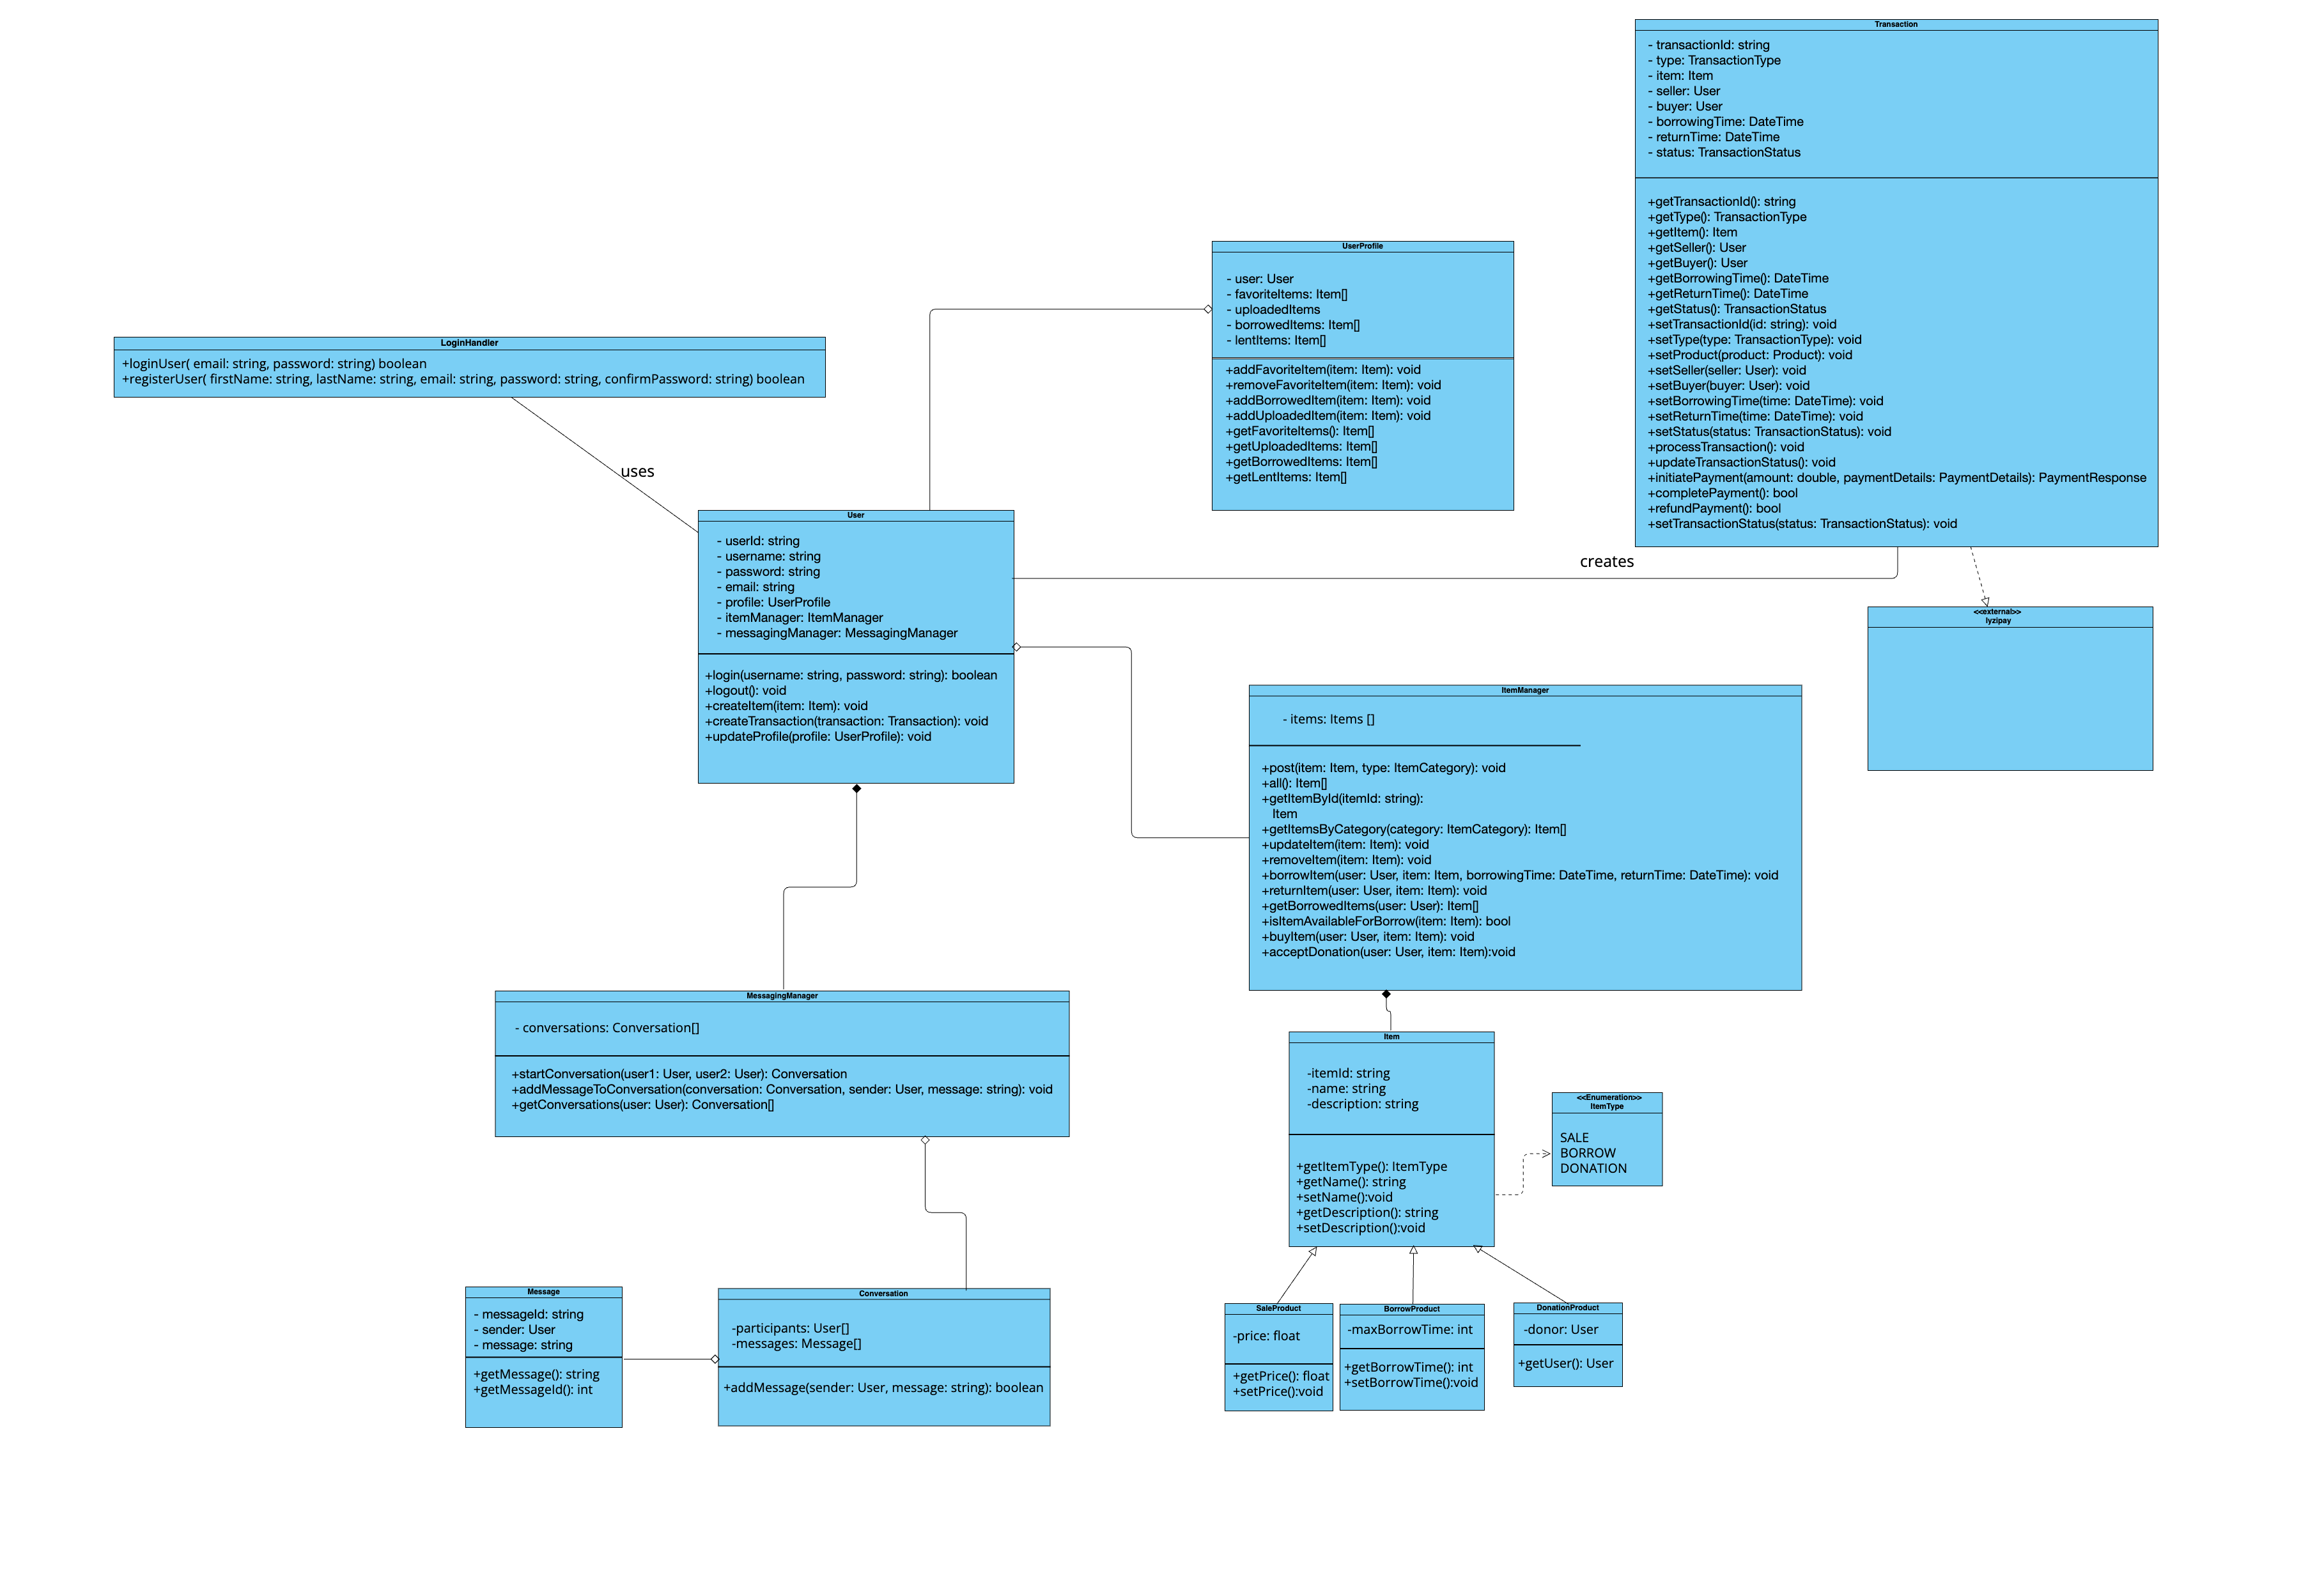 Transaction
- transactionId: string
- type: TransactionType
- item: Item
- seller: User
- buyer: User
- borrowingTime: DateTime
- returnTime: DateTime
- status: TransactionStatus
+getTransactionId(): string
+getType(): TransactionType
+getItem(): Item
+getSeller(): User
+getBuyer(): User
+getBorrowingTime(): DateTime
+getReturnTime(): DateTime
+getStatus(): TransactionStatus
+setTransactionId(id: string): void
+setType(type: TransactionType): void
+setProduct(product: Product): void
+setSeller(seller: User): void
+setBuyer(buyer: User): void
+setBorrowingTime(time: DateTime): void
+setReturnTime(time: DateTime): void
+setStatus(status: TransactionStatus): void
+processTransaction(): void
+updateTransactionStatus(): void
+initiatePayment(amount: double, paymentDetails: PaymentDetails): PaymentResponse
+completePayment(): bool
+refundPayment(): bool
+setTransactionStatus(status: TransactionStatus): void
UserProfile
- user: User
- favoriteItems: Item[]
- uploadedItems
- borrowedItems: Item[]
- lentItems: Item[]
+addFavoriteItem(item: Item): void
+removeFavoriteItem(item: Item): void
+addBorrowedItem(item: Item): void
+addUploadedItem(item: Item): void
+getFavoriteItems(): Item[]
+getUploadedItems: Item[]
+getBorrowedItems: Item[]
+getLentItems: Item[]
LoginHandler
+loginUser( email: string, password: string) boolean
+registerUser( firstName: string, lastName: string, email: string, password: string, confirmPassword: string) boolean
uses
User
- userId: string
- username: string
- password: string
- email: string
- profile: UserProfile
- itemManager: ItemManager
- messagingManager: MessagingManager
+login(username: string, password: string): boolean
+logout(): void
+createItem(item: Item): void
+createTransaction(transaction: Transaction): void
+updateProfile(profile: UserProfile): void
creates
<<external>>
Iyzipay
ItemManager
- items: Items []
+post(item: Item, type: ItemCategory): void
+all(): Item[]
+getItemById(itemId: string):
Item
+getItemsByCategory(category: ItemCategory): Item[]
+updateItem(item: Item): void
+removeItem(item: Item): void
+borrowItem(user: User, item: Item, borrowingTime: DateTime, returnTime: DateTime): void
+returnItem(user: User, item: Item): void
+getBorrowedItems(user: User): Item[]
+isItemAvailableForBorrow(item: Item): bool
+buyItem(user: User, item: Item): void
+acceptDonation(user: User, item: Item):void
MessagingManager
- conversations: Conversation[]
+startConversation(user1: User, user2: User): Conversation
+addMessageToConversation(conversation: Conversation, sender: User, message: string): void
+getConversations(user: User): Conversation[]
Item
-itemId: string
-name: string
-description: string
+getItemType(): ItemType
+getName(): string
+setName():void
+getDescription(): string
+setDescription():void
<<Enumeration>>
ItemType
SALE
BORROW
DONATION
Message
- messageId: string
- sender: User
- message: string
+getMessage(): string
+getMessageId(): int
Conversation
-participants: User[]
-messages: Message[]
+addMessage(sender: User, message: string): boolean
SaleProduct
-price: float
+getPrice(): float
+setPrice():void
BorrowProduct
-maxBorrowTime: int
+getBorrowTime(): int
+setBorrowTime():void
DonationProduct
-donor: User
+getUser(): User